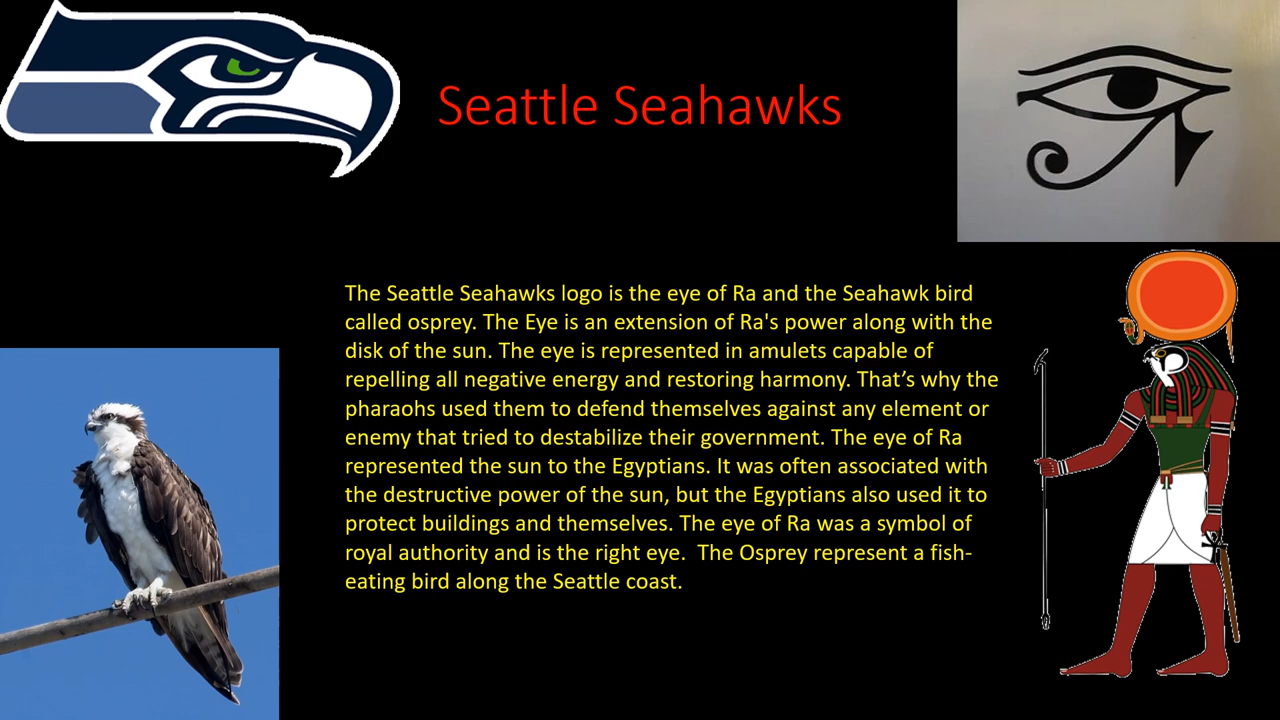 Seattle Seahawks
The Seattle Seahawks logo is the eye of Ra and the Seahawk bird
called osprey. The Eye is an extension of Ra's power along with the
disk of the sun. The eye is represented in amulets capable of
repelling all negative energy and restoring harmony. That’s why the
pharaohs used them to defend themselves against any element or
enemy that tried to destabilize their government. The eye of Ra
represented the sun to the Egyptians. It was often associated with
the destructive power of the sun, but the Egyptians also used it to
protect buildings and themselves. The eye of Ra was a symbol of
royal authority and is the right eye.  The Osprey represent a fish-
eating bird along the Seattle coast.